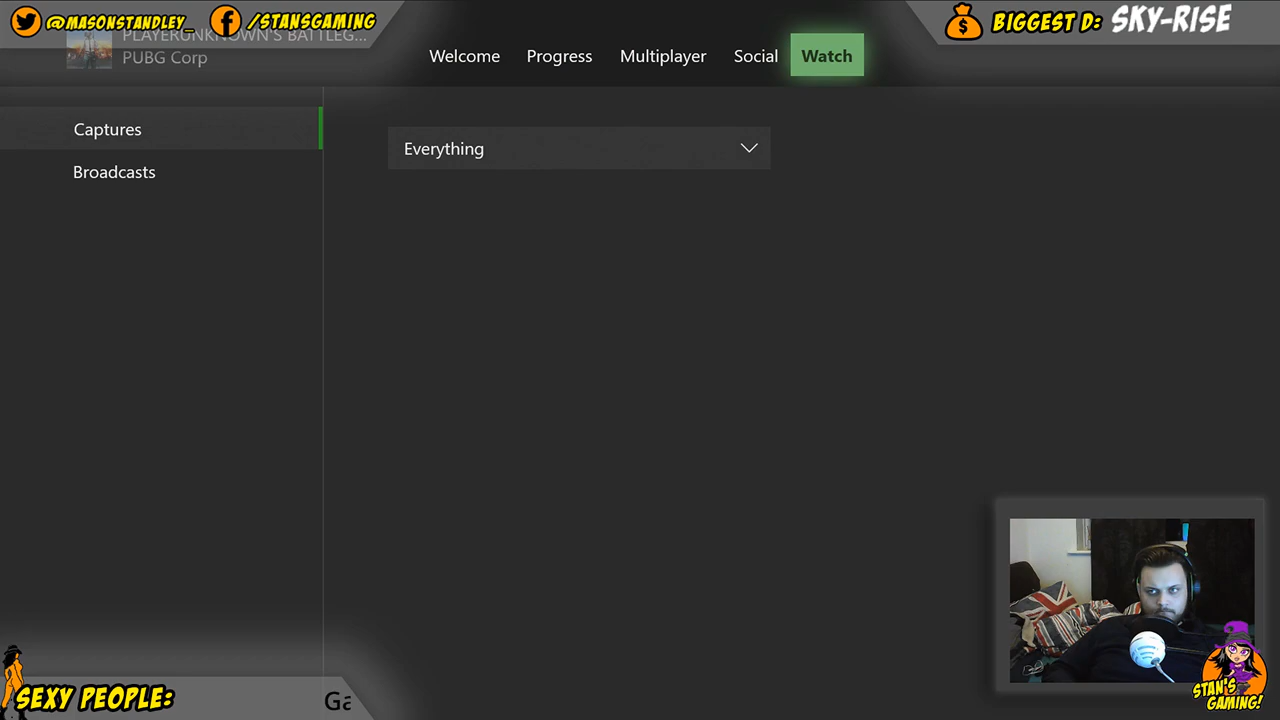 @MASONSTANDLEY_
/STANSGAMING
BIGGEST D: SKY-RISE
PLAYERUNKNOWN'S BATTLEG...
PUBG Corp
Welcome
Progress
Multiplayer
Social
Watch
Captures
Broadcasts
Everything
SEXY PEOPLE:
Ga
STAN'S
GAMING!